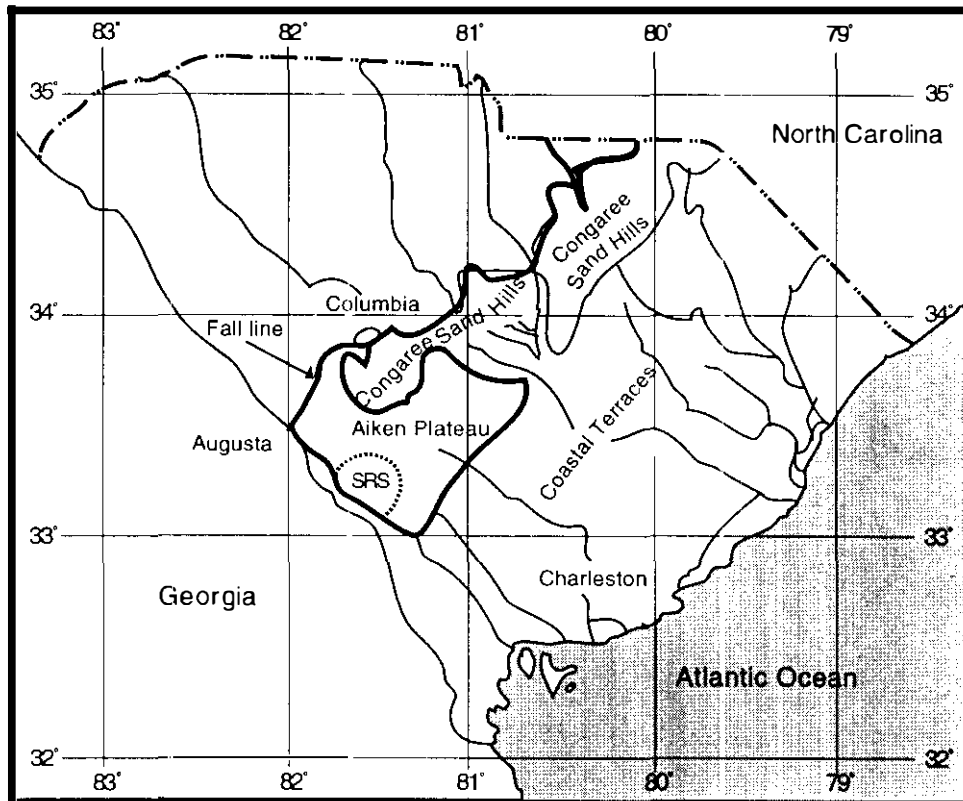 83°
82°
81°
80°
79°
35°
35°
North Carolina
Congaree
Sand Hills
Columbia
34°
34°
Fall line
Congaree Sand Hills
Coastal Terraces
Aiken Plateau
Augusta
SRS
33°
33°
Charleston
Georgia
Atlantic Ocean
32°
32°
83°
82°
81°
80°
79°